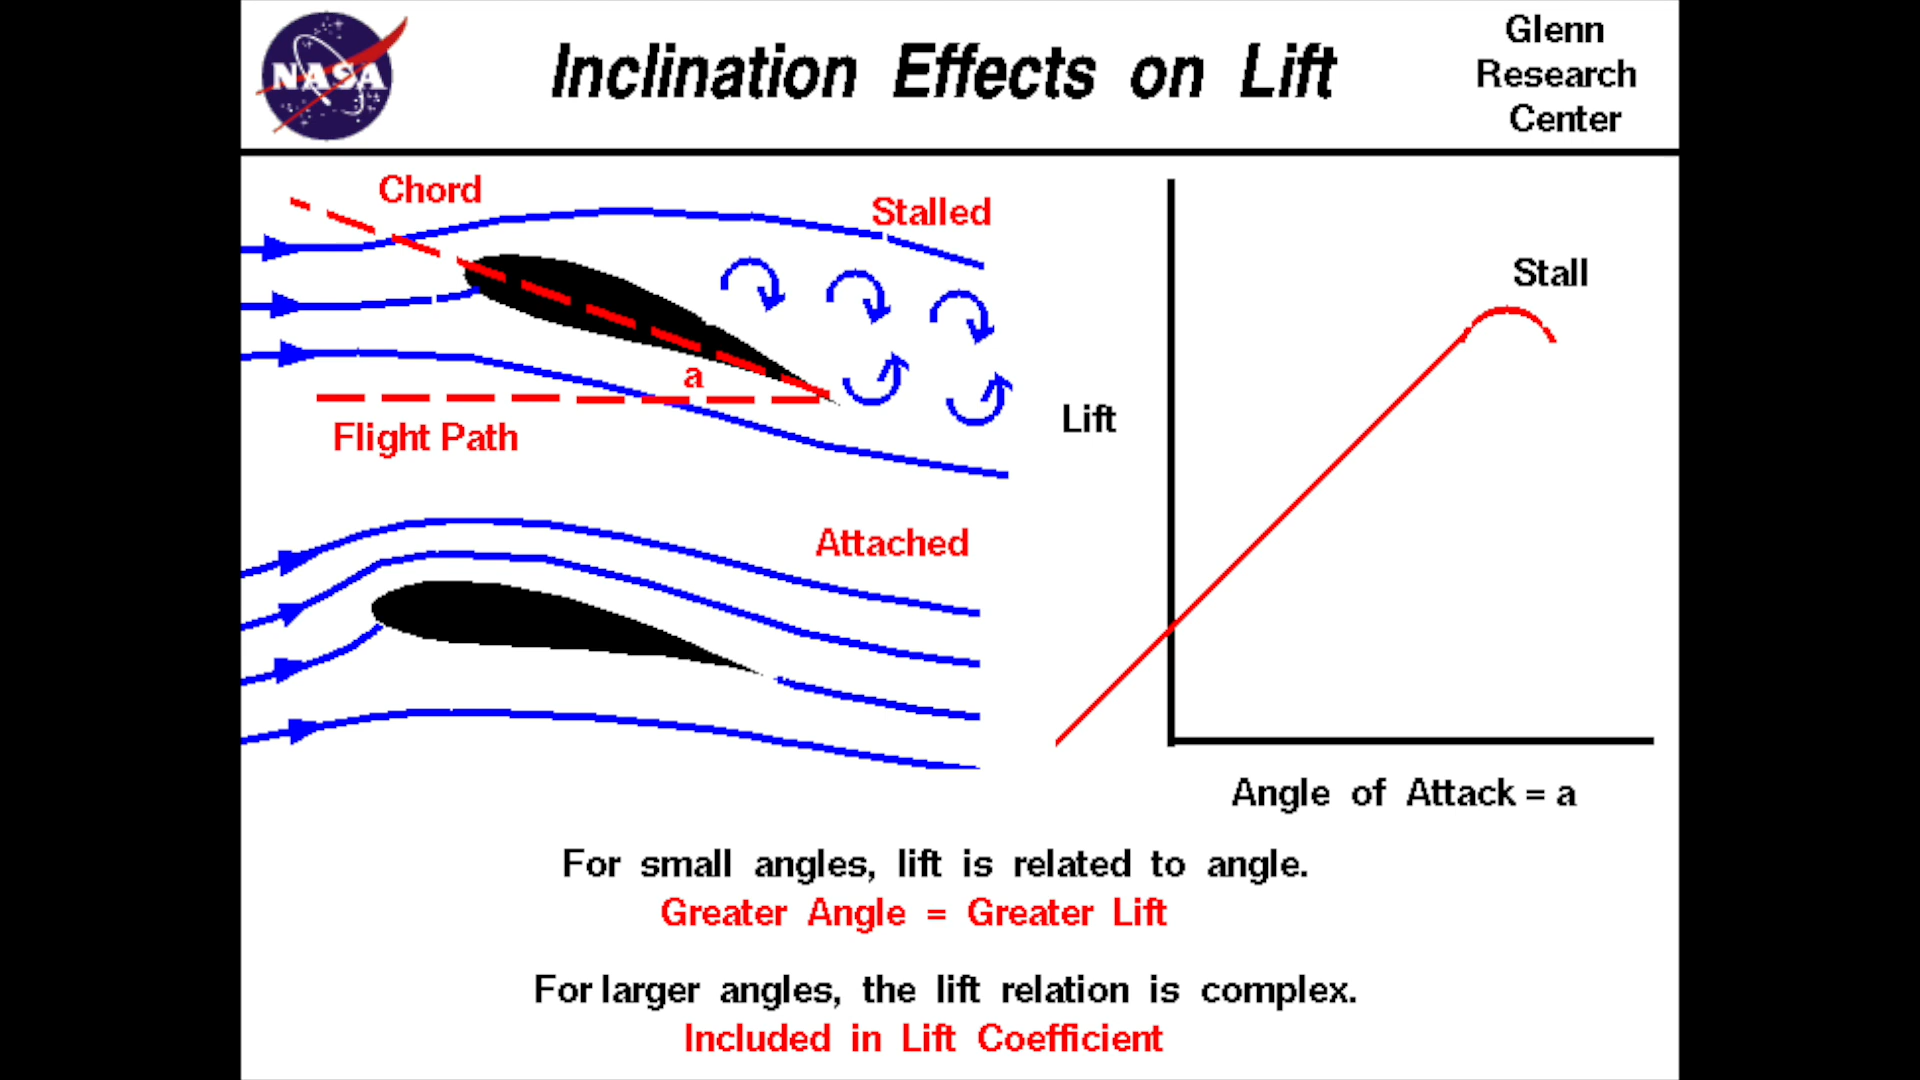 NASA
Inclination Effects on Lift
Glenn
Research
Center
Chord
Stalled
a
Flight Path
Attached
Stall
Lift
Angle of Attack = a
For small angles, lift is related to angle.
Greater Angle = Greater Lift
For larger angles, the lift relation is complex.
Included in Lift Coefficient